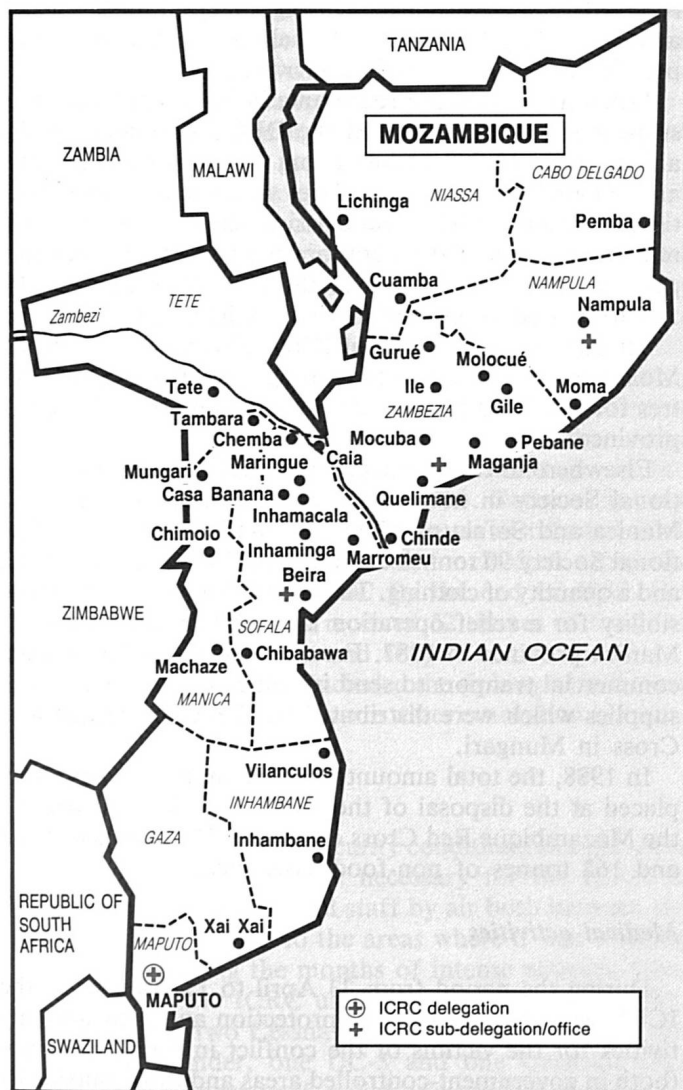 TANZANIA
MOZAMBIQUE
CABO DELGADO
ZAMBIA
MALAWI
NIASSA
Lichinga
Pemba
TETE
Cuamba
NAMPULA
Zambezi
Nampula
Gurué
Molocué
Tete
Ile
Gile
Moma
Tambara
ZAMBEZIA
Chemba
Mocuba
Pebane
Caia
Maringue
Maganja
Mungari
Casa Banana
Quelimane
Inhamacala
Chimoio
Inhaminga
Chinde
Marromeu
Beira
ZIMBABWE
SOFALA
INDIAN OCEAN
Machaze
Chibabawa
MANICA
Vilanculos
INHAMBANE
GAZA
Inhambane
REPUBLIC OF
SOUTH
AFRICA
Xai Xai
MAPUTO
MAPUTO
SWAZILAND
ICRC delegation
ICRC sub-delegation/office